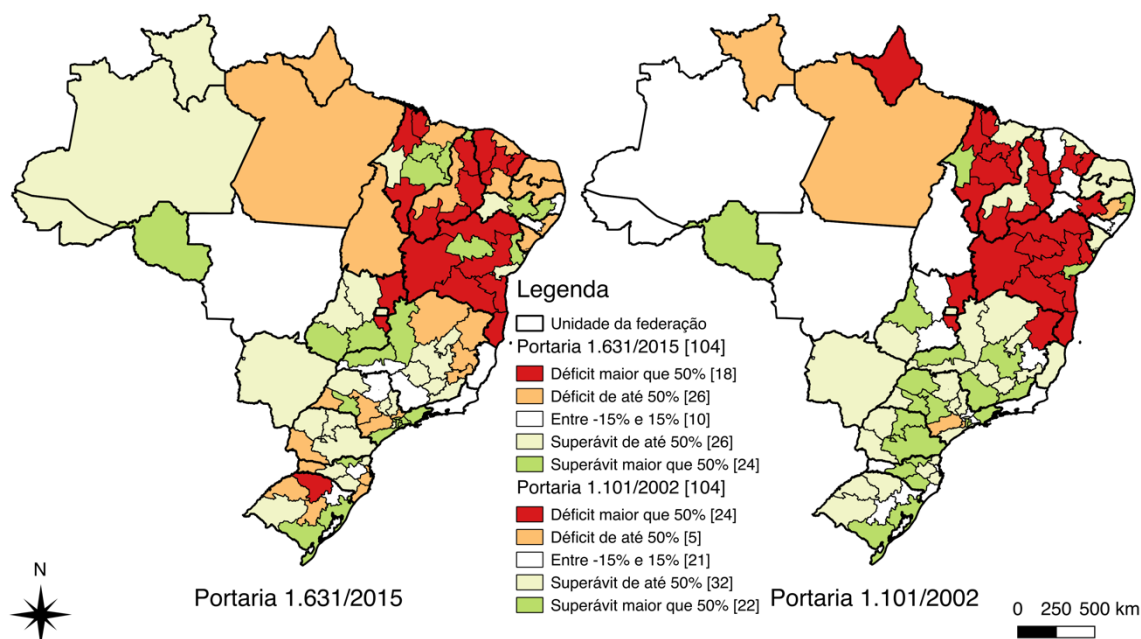 Legenda
Unidade da federação
Portaria 1.631/2015 [104]
Déficit maior que 50% [18]
Déficit de até 50% [26]
Entre -15% e 15% [10]
Superávit de até 50% [26]
Superávit maior que 50% [24]
Portaria 1.101/2002 [104]
Déficit maior que 50% [24]
Déficit de até 50% [5]
Entre -15% e 15% [21]
Superávit de até 50% [32]
Superávit maior que 50% [22]
N
Portaria 1.631/2015
Portaria 1.101/2002
0 250 500 km